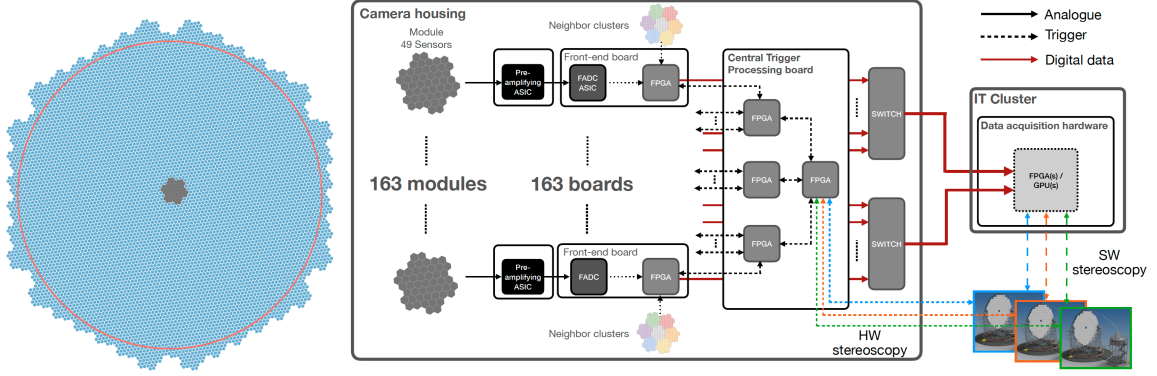 Camera housing
Module
49 Sensors
Neighbor clusters
Pre-
amplifying
ASIC
Front-end board
FADC
ASIC
FPGA
Central Trigger
Processing board
FPGA
FPGA
FPGA
FPGA
SWITCH
SWITCH
163 modules
163 boards
Pre-
amplifying
ASIC
Front-end board
FADC
FPGA
Neighbor clusters
HW
stereoscopy
Analogue
Trigger
Digital data
IT Cluster
Data acquisition hardware
FPGA(s) /
GPU(s)
SW
stereoscopy